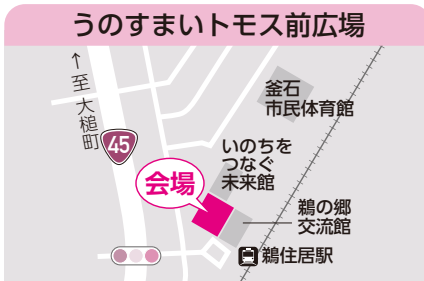 うのすまいトモス前広場
↑至大槌町
45
釜石
市民体育館
いのちを
つなぐ
未来館
会場
鵜の郷
交流館
鵜住居駅